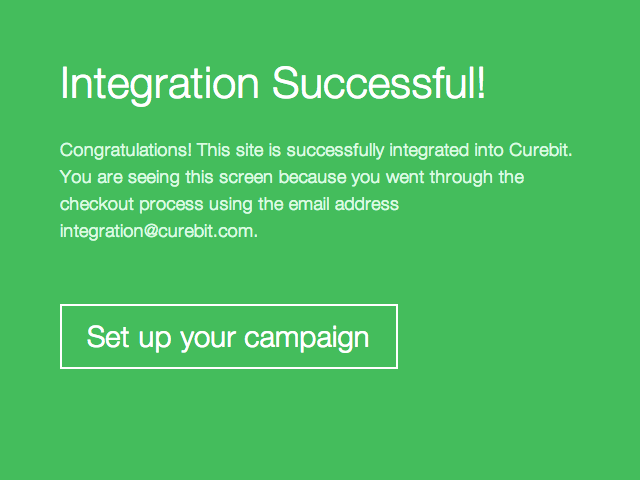 Integration Successful!
Congratulations! This site is successfully integrated into Curebit.
You are seeing this screen because you went through the
checkout process using the email address
integration@curebit.com.
Set up your campaign